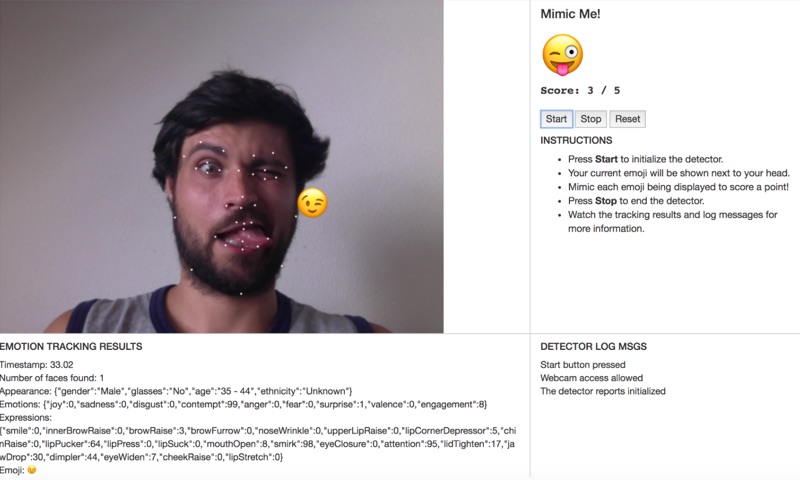 Mimic Me!
Score: 3 / 5
Start Stop Reset
INSTRUCTIONS
• Press Start to initialize the detector.
• Your current emoji will be shown next to your head.
• Mimic each emoji being displayed to score a point!
• Press Stop to end the detector.
• Watch the tracking results and log messages for
more information.
EMOTION TRACKING RESULTS
Timestamp: 33.02
Number of faces found: 1
Appearance: {"gender":"Male","glasses":"No","age":"35 - 44","ethnicity":"Unknown"}
Emotions: {"joy":0,"sadness":0,"disgust":0,"contempt":99,"anger":0,"fear":0,"surprise":1,"valence":0,"engagement":8}
Expressions:
{"smile":0,"innerBrowRaise":0,"browRaise":3,"browFurrow":0,"noseWrinkle":0,"upperLipRaise":0,"lipCornerDepressor":5,"chi
nRaise":0,"lipPucker":64,"lipPress":0,"lipSuck":0,"mouthOpen":8,"smirk":98,"eyeClosure":0,"attention":95,"lidTighten":17,"ja
wDrop":30,"dimpler":44,"eyeWiden":7,"cheekRaise":0,"lipStretch":0}
Emoji: 😉
DETECTOR LOG MSGS
Start button pressed
Webcam access allowed
The detector reports initialized